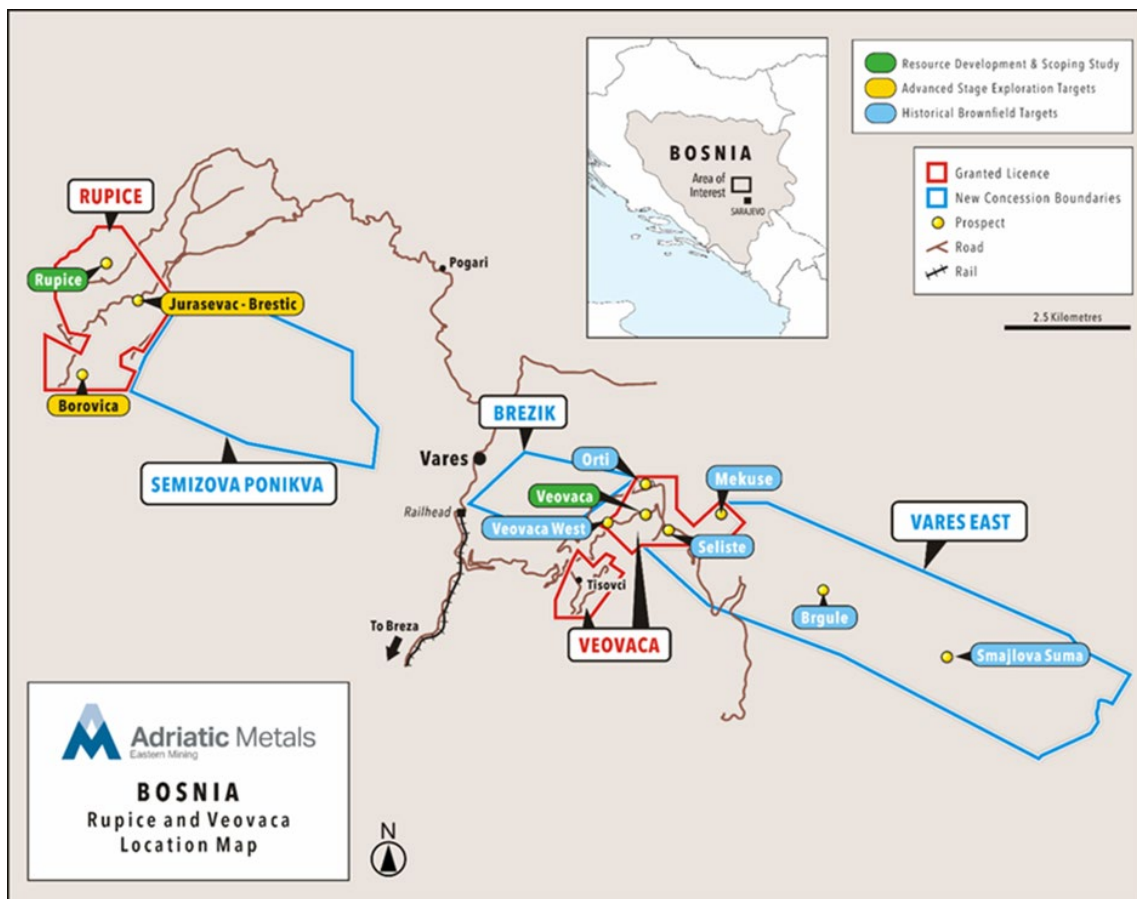 Resource Development & Scoping Study
Advanced Stage Exploration Targets
Historical Brownfield Targets
BOSNIA
Area of
Interest
SARAJEVO
Granted Licence
New Concession Boundaries
Prospect
Road
Rail
2.5 Kilometres
RUPICE
Rupice
Jurasevac - Brestic
Borovica
SEMIZOVA PONIKVA
Pogari
BREZIK
Vares
Orti
Veovaca
Mekuse
Railhead
Veovaca West
Seliste
VARES EAST
Tisovci
Brgule
To Breza
VEOVACA
Smajlova Suma
Adriatic Metals
Eastern Mining
BOSNIA
Rupice and Veovaca
Location Map
N